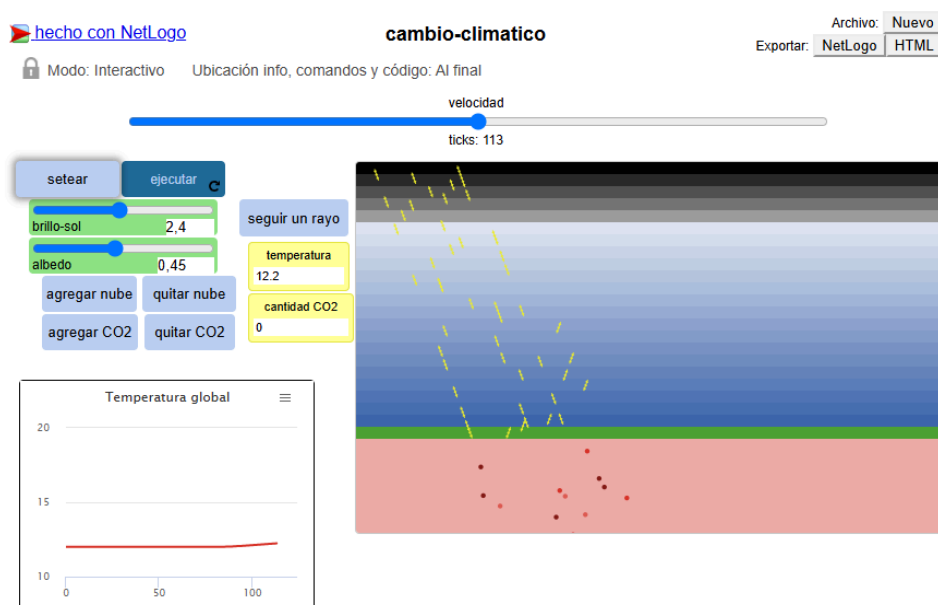 hecho con NetLogo
cambio-climatico
Archivo: Nuevo
Exportar: NetLogo HTML
Modo: Interactivo Ubicación info, comandos y código: Al final
velocidad
ticks: 113
setear ejecutar
brillo-sol 2,4
albedo 0,45
seguir un rayo
temperatura
12.2
cantidad CO2
0
agregar nube quitar nube
agregar CO2 quitar CO2
Temperatura global
20
15
10
0 50 100